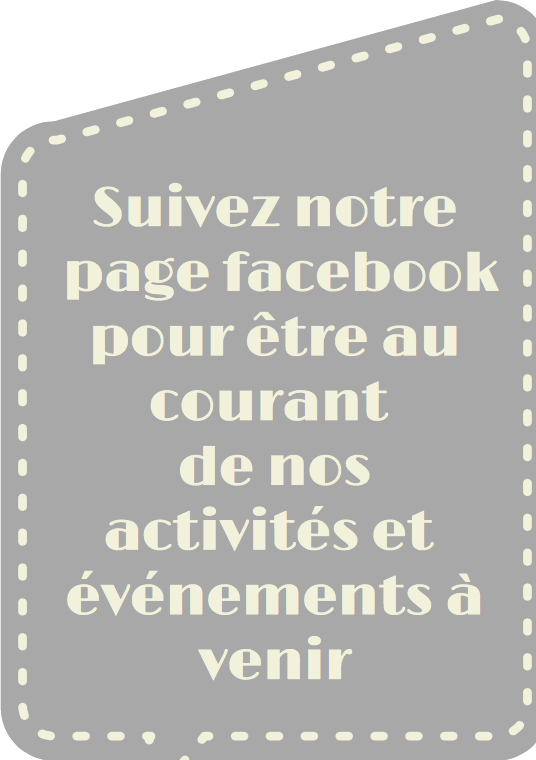 Suivez notre
page facebook
pour être au
courant
de nos
activités et
événements à
venir